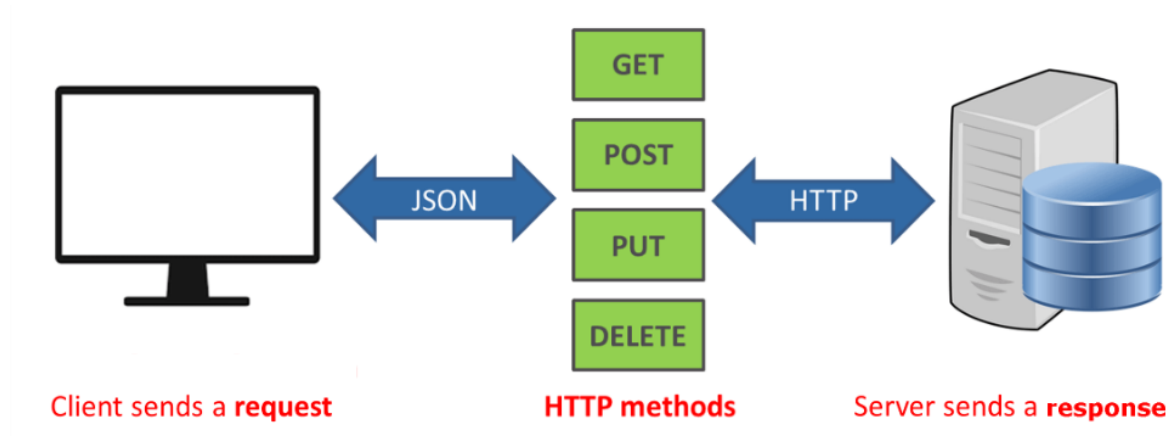 GET
POST
JSON
HTTP
PUT
DELETE
Client sends a request
HTTP methods
Server sends a response